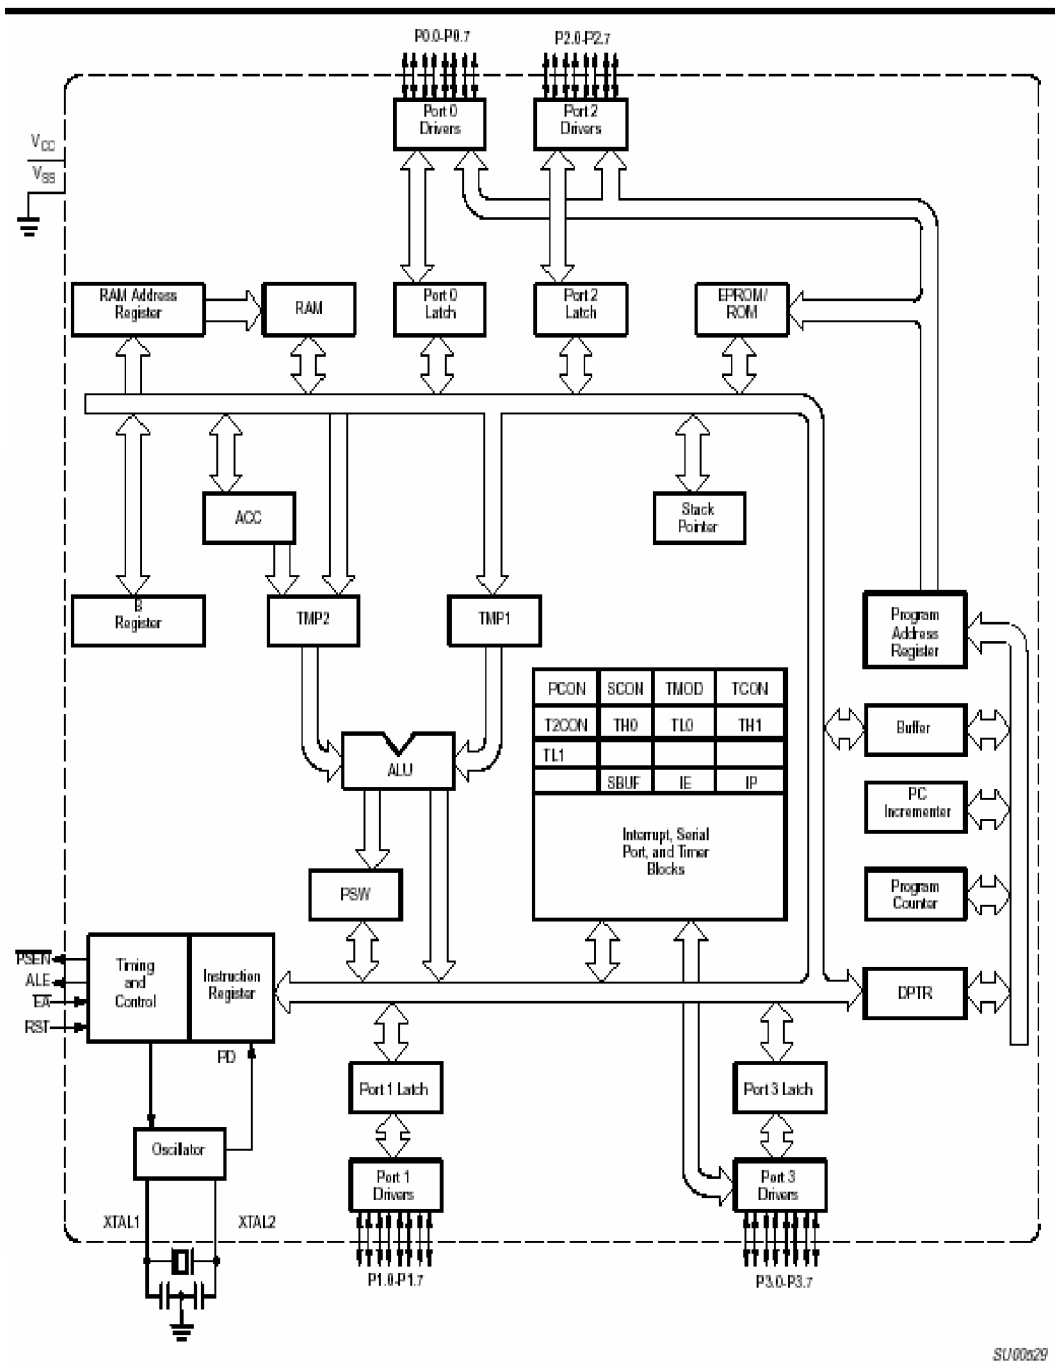 P0.0-P0.7
P2.0-P2.7
Port 0
Drivers
Port 2
Drivers
VCC
VSS
RAM Address
Register
RAM
Port 0
Latch
Port 2
Latch
EPROM/
ROM
ACC
Stack
Pointer
B
Register
TMP2
TMP1
Program
Address
Register
PCON SCON TMOD TCON
T2CON TH0 TL0 TH1
TL1
SBUF IE IP
Interrupt, Serial
Port, and Timer
Blocks
ALU
Buffer
PC
Incrementer
PSW
Program
Counter
PSEN
ALE
EA
RST
Timing
and
Control
Instruction
Register
DPTR
PD
Port 1 Latch
Port 3 Latch
Oscillator
Port 1
Drivers
Port 3
Drivers
XTAL1
XTAL2
P1.0-P1.7
P3.0-P3.7
SU00529